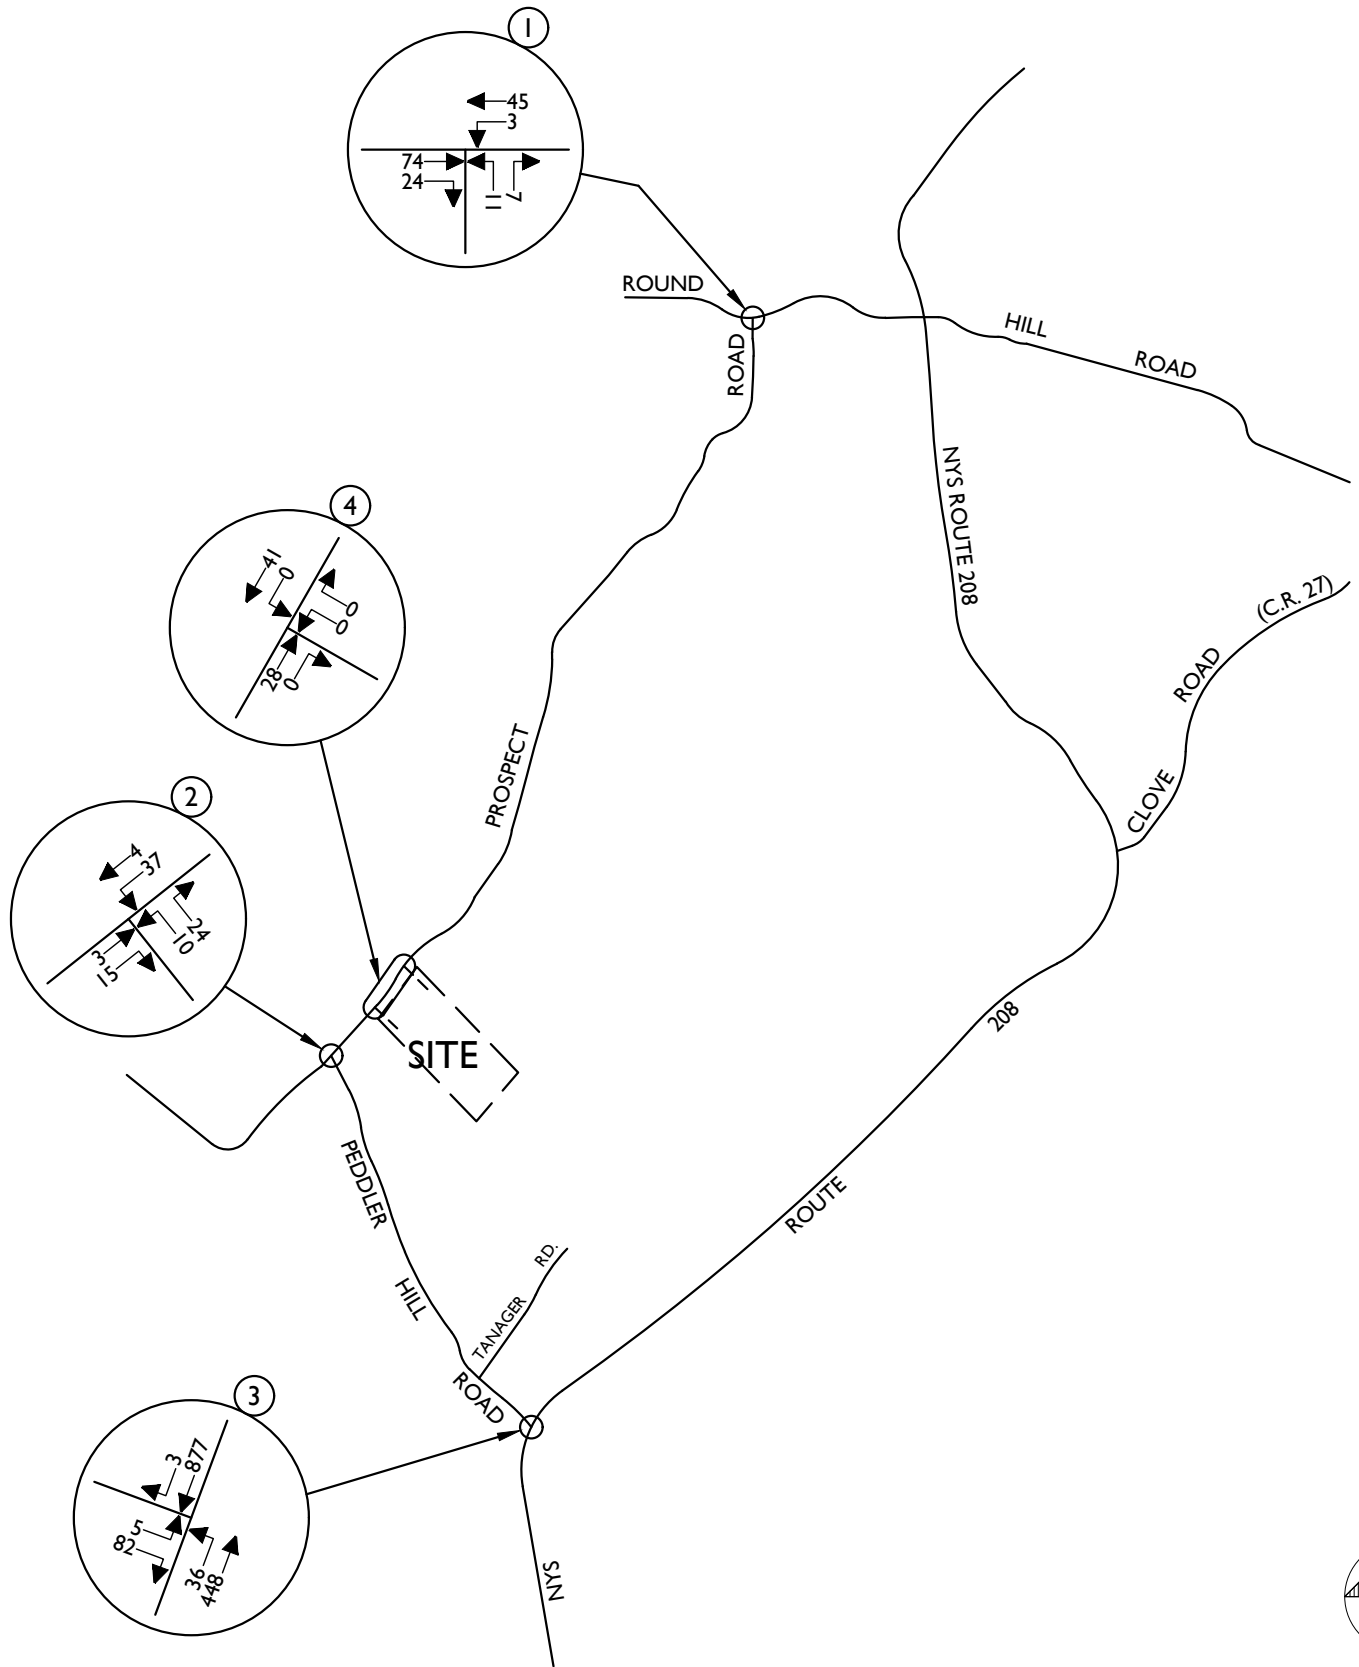 1
45
3
74
24
11
7
ROUND
HILL
ROAD
ROAD
NYS ROUTE 208
4
41
0
0
0
28
0
(C.R. 27)
ROAD
CLOVE
PROSPECT
2
4
37
24
10
3
15
SITE
208
ROUTE
PEDDLER
HILL
ROAD
TANAGER
RD.
3
3
877
5
82
36
448
NYS